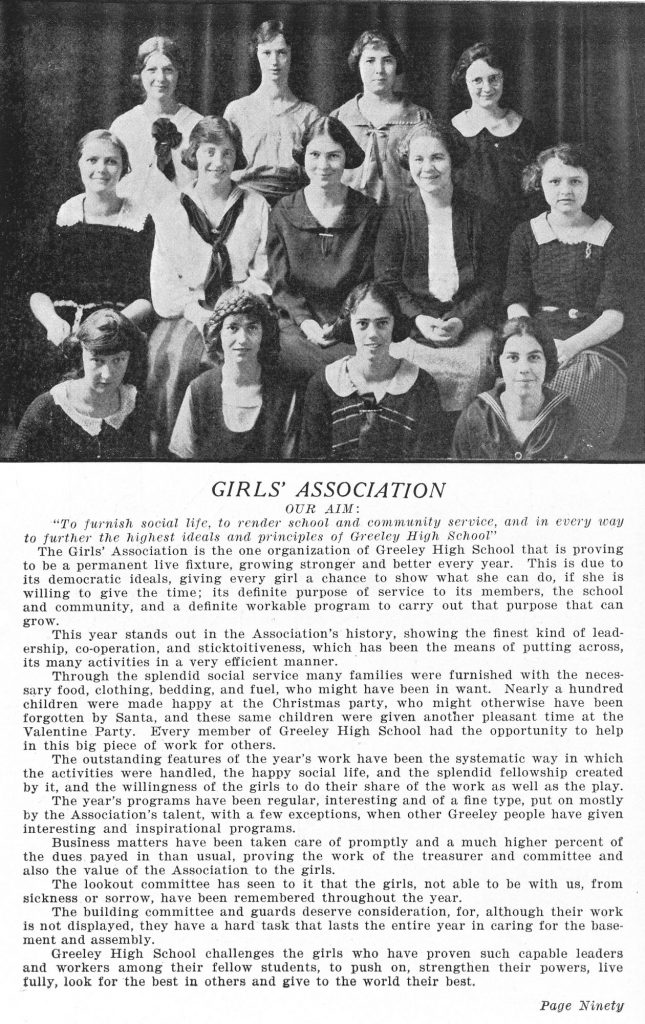 GIRLS' ASSOCIATION
OUR AIM:
"To furnish social life, to render school and community service, and in every way
to further the highest ideals and principles of Greeley High School"
The Girls' Association is the one organization of Greeley High School that is proving
to be a permanent live fixture, growing stronger and better every year. This is due to
its democratic ideals, giving every girl a chance to show what she can do, if she is
willing to give the time; its definite purpose of service to its members, the school
and community, and a definite workable program to carry out that purpose that can
grow.
This year stands out in the Association's history, showing the finest kind of lead-
ership, co-operation, and sticktoitiveness, which has been the means of putting across,
its many activities in a very efficient manner.
Through the splendid social service many families were furnished with the neces-
sary food, clothing, bedding, and fuel, who might have been in want. Nearly a hundred
children were made happy at the Christmas party, who might otherwise have been
forgotten by Santa, and these same children were given another pleasant time at the
Valentine Party. Every member of Greeley High School had the opportunity to help
in this big piece of work for others.
The outstanding features of the year's work have been the systematic way in which
the activities were handled, the happy social life, and the splendid fellowship created
by it, and the willingness of the girls to do their share of the work as well as the play.
The year's programs have been regular, interesting and of a fine type, put on mostly
by the Association's talent, with a few exceptions, when other Greeley people have given
interesting and inspirational programs.
Business matters have been taken care of promptly and a much higher percent of
the dues payed in than usual, proving the work of the treasurer and committee and
also the value of the Association to the girls.
The lookout committee has seen to it that the girls, not able to be with us, from
sickness or sorrow, have been remembered throughout the year.
The building committee and guards deserve consideration, for, although their work
is not displayed, they have a hard task that lasts the entire year in caring for the base-
ment and assembly.
Greeley High School challenges the girls who have proven such capable leaders
and workers among their fellow students, to push on, strengthen their powers, live
fully, look for the best in others and give to the world their best.
Page Ninety